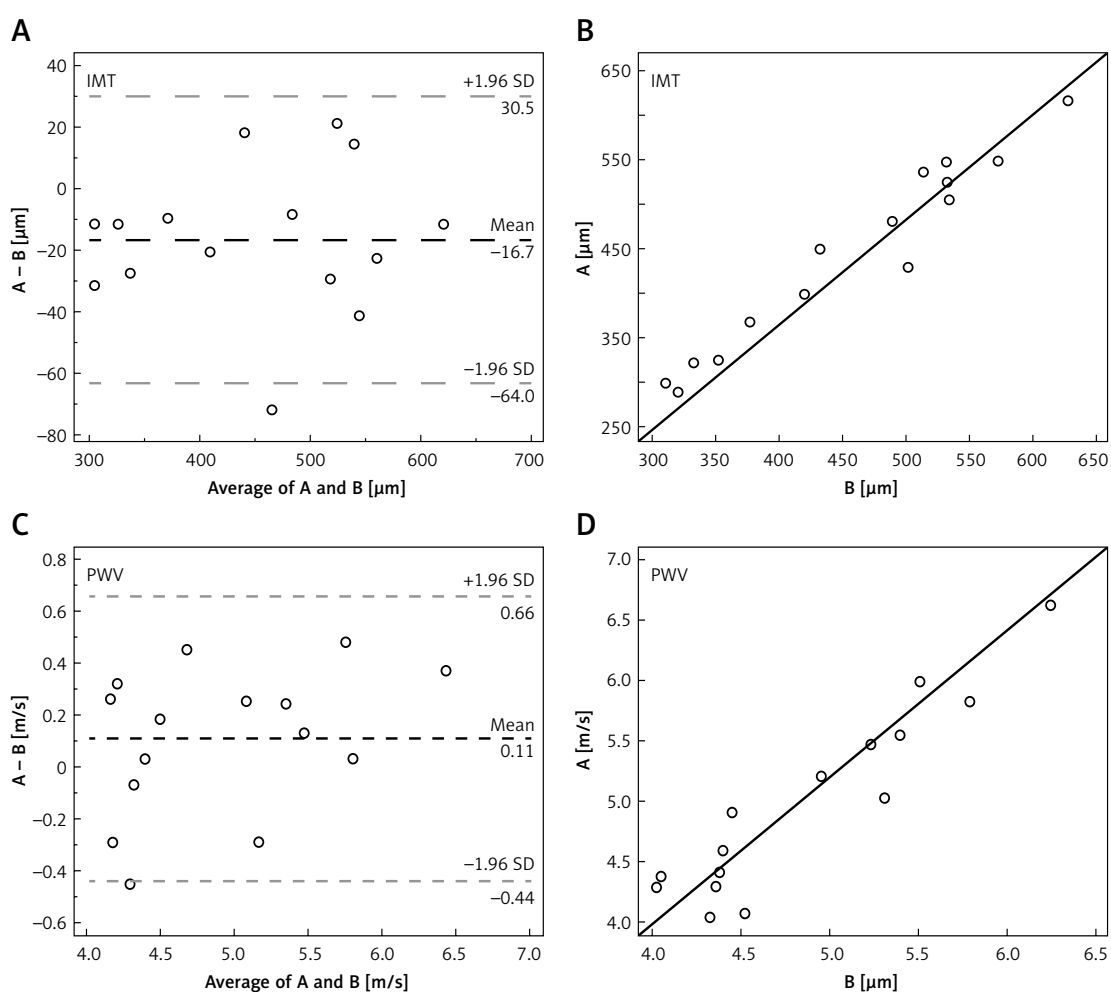 A
40
20
0
–20
–40
–60
–80
A – B [μm]
IMT
+1.96 SD
30.5
Mean
–16.7
–1.96 SD
–64.0
300 400 500 600 700
Average of A and B [μm]
B
650
550
450
350
250
A [μm]
IMT
300 350 400 450 500 550 600 650
B [μm]
C
0.8
0.6
0.4
0.2
0
–0.2
–0.4
–0.6
A – B [m/s]
PWV
+1.96 SD
0.66
Mean
0.11
–1.96 SD
–0.44
4.0 4.5 5.0 5.5 6.0 6.5 7.0
Average of A and B [m/s]
D
7.0
6.5
6.0
5.5
5.0
4.5
4.0
A [m/s]
PWV
4.0 4.5 5.0 5.5 6.0 6.5
B [μm]